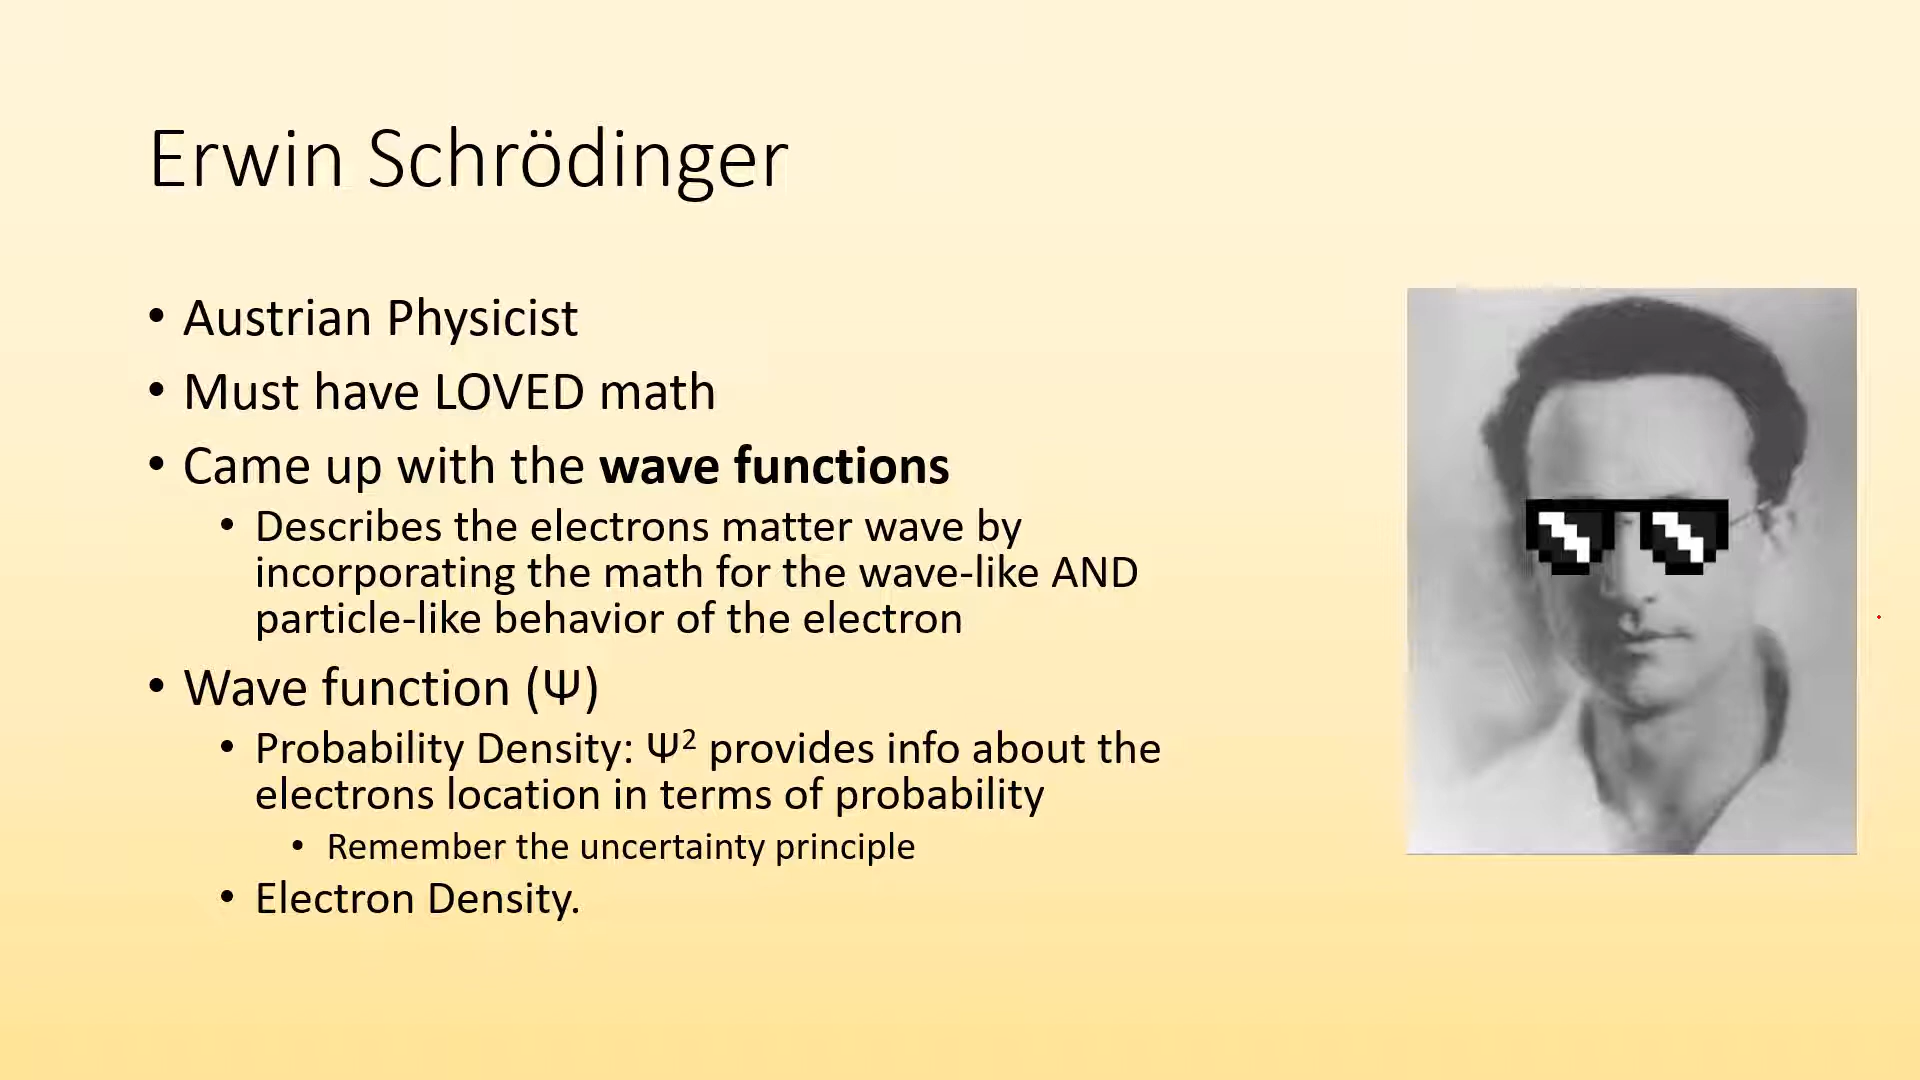 Erwin Schrödinger
• Austrian Physicist
• Must have LOVED math
• Came up with the wave functions
• Describes the electrons matter wave by
incorporating the math for the wave-like AND
particle-like behavior of the electron
• Wave function (Ψ)
• Probability Density: Ψ² provides info about the
electrons location in terms of probability
• Remember the uncertainty principle
• Electron Density.